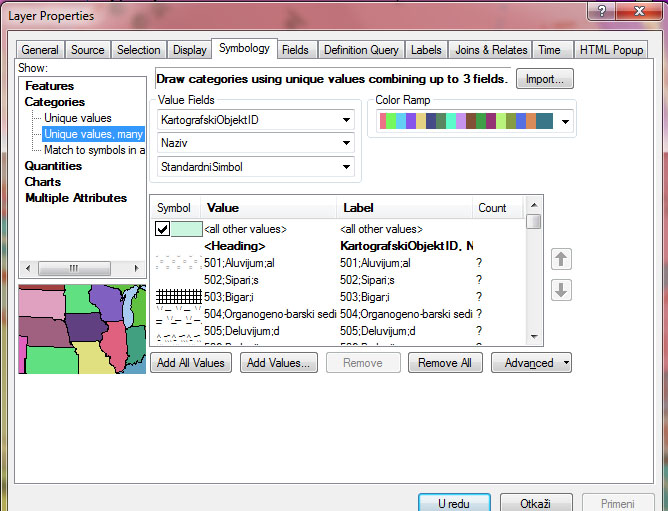 Layer Properties
General Source Selection Display Symbology Fields Definition Query Labels Joins & Relates Time HTML Popup
Show:
Features
Categories
Unique values
Unique values, many
Match to symbols in a
Quantities
Charts
Multiple Attributes
Draw categories using unique values combining up to 3 fields.
Import...
Value Fields
KartografskiObjektID
Naziv
StandardniSimbol
Color Ramp
Symbol Value Label Count
<all other values> <all other values>
<Heading> KartografskiObjektID, N
501;Aluvijum;al 501;Aluvijum;al ?
502;Sipari;s 502;Sipari;s ?
503;Bigar;i 503;Bigar;i ?
504;Organogeno-barski sedi 504;Organogeno-barski sedi ?
505;Deluvijum;d 505;Deluvijum;d ?
Add All Values Add Values... Remove Remove All Advanced
U redu Otkaži Primeni